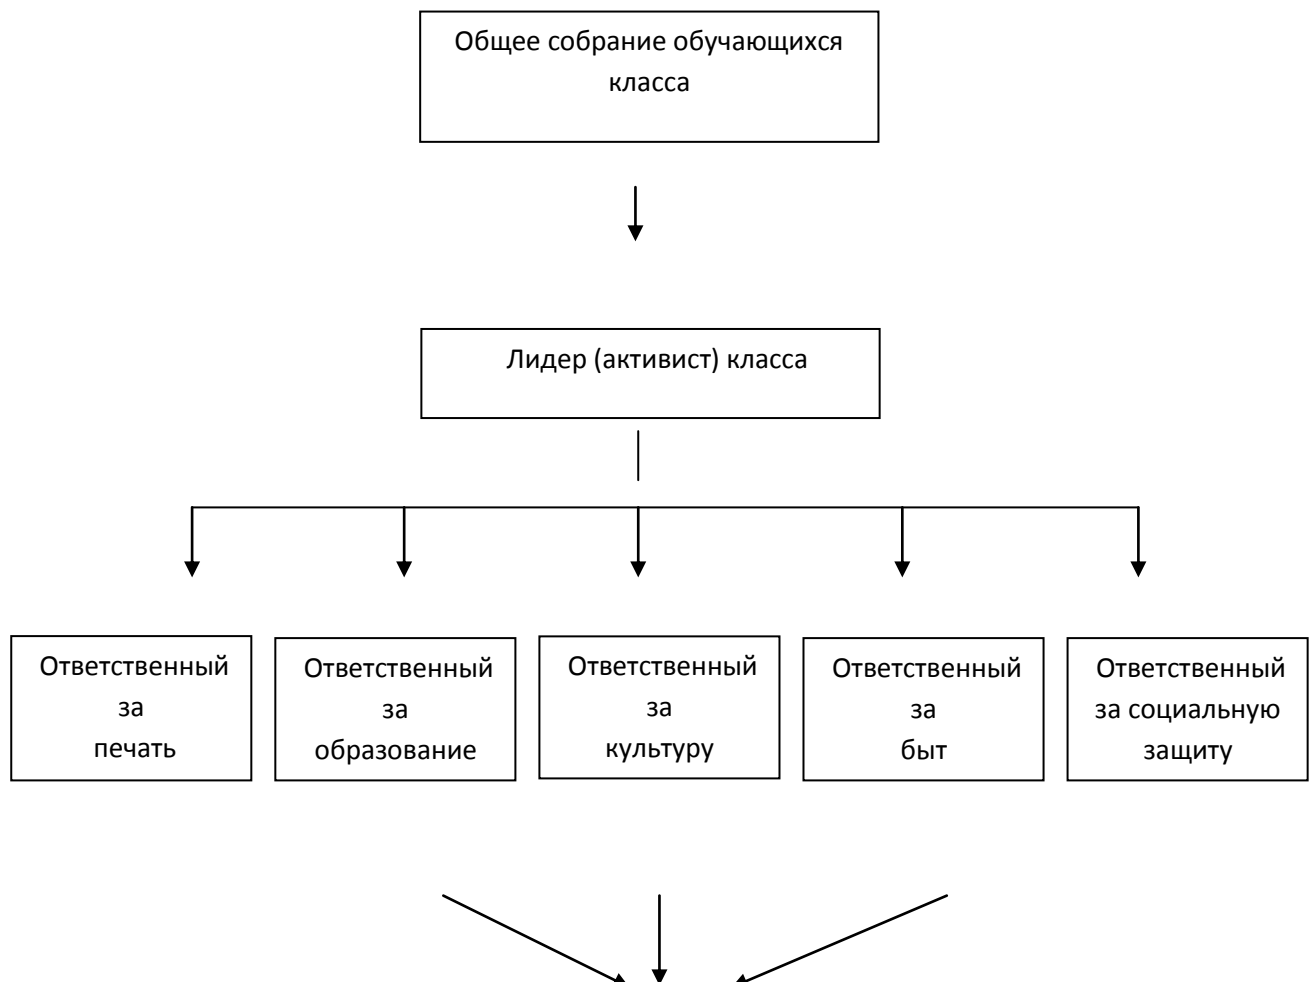 Общее собрание обучающихся
класса
Лидер (активист) класса
Ответственный
за
печать
Ответственный
за
образование
Ответственный
за
культуру
Ответственный
за
быт
Ответственный
за социальную
защиту